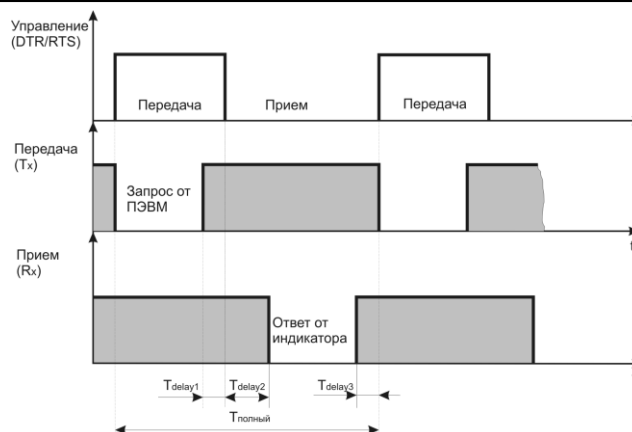 Управление
(DTR/RTS)
Передача
Прием
Передача
Передача
(Tx)
Запрос от
ПЭВМ
t
Прием
(Rx)
Ответ от
индикатора
Tdelay1
Tdelay2
Tdelay3
Tполный